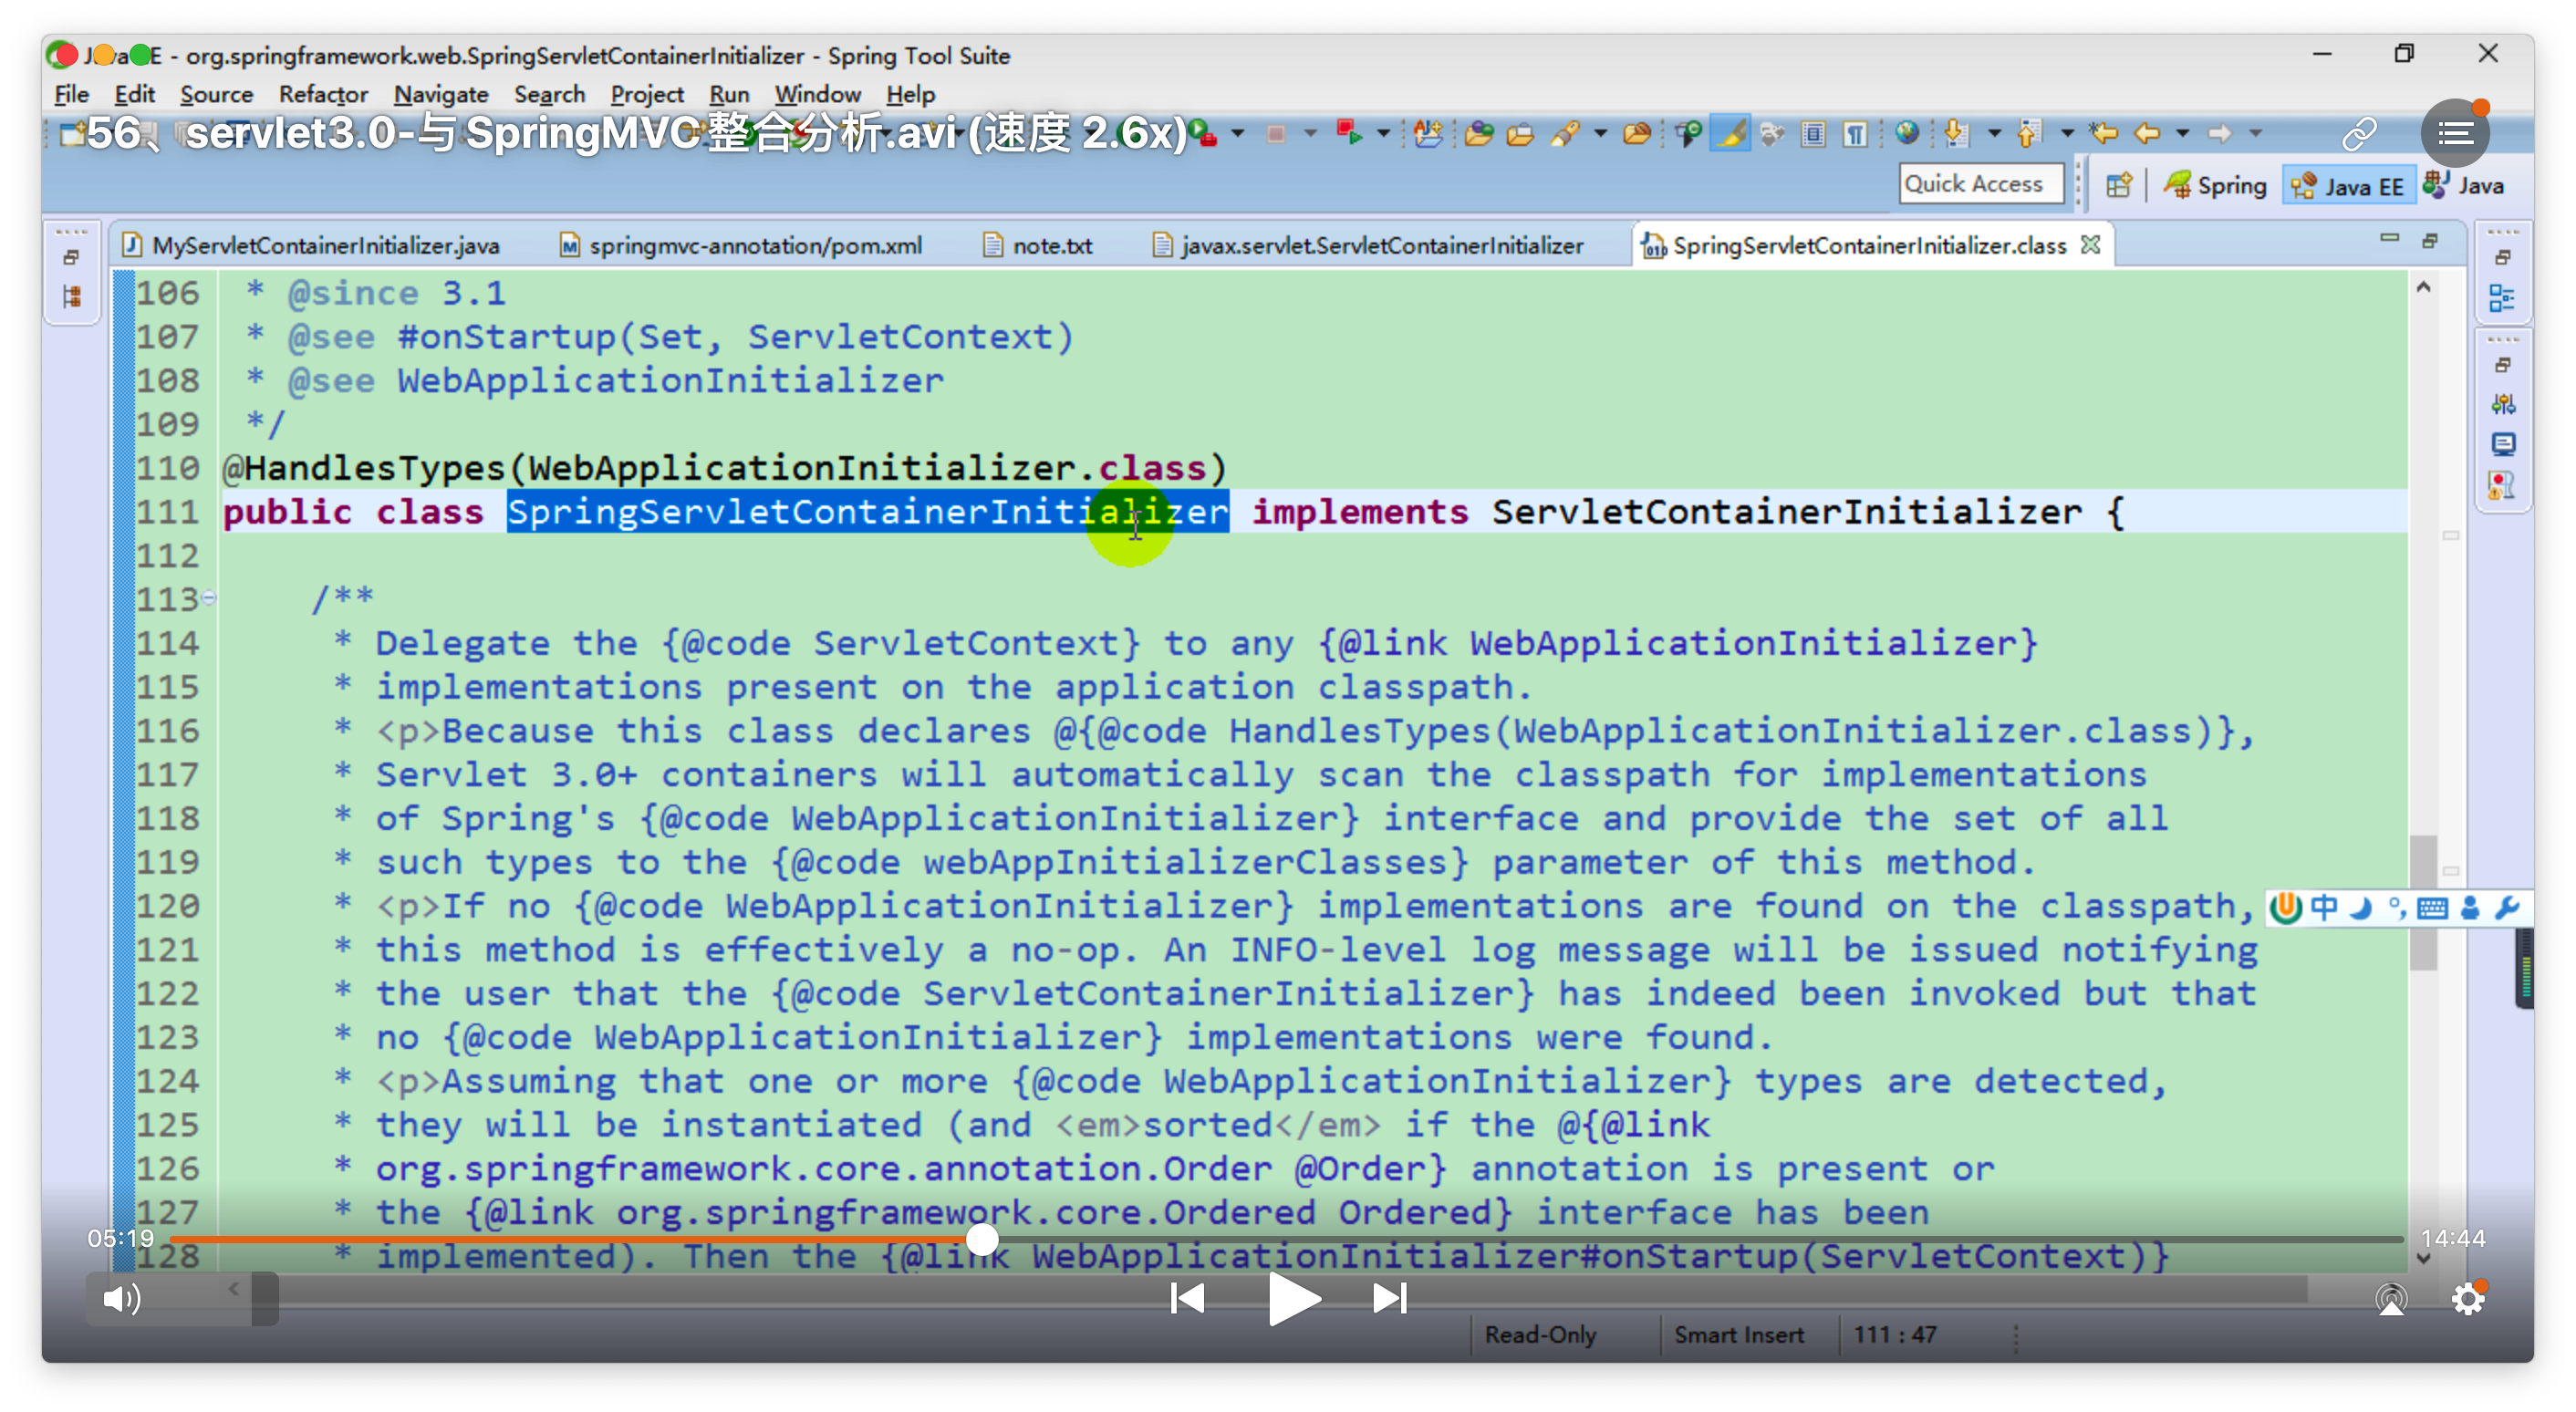 Java EE - org.springframework.web.SpringServletContainerInitializer - Spring Tool Suite
File Edit Source Refactor Navigate Search Project Run Window Help
56、servlet3.0-与SpringMVC整合分析.avi (速度 2.6x)
Quick Access Spring Java EE Java
MyServletContainerInitializer.java springmvc-annotation/pom.xml note.txt javax.servlet.ServletContainerInitializer SpringServletContainerInitializer.class
106 * @since 3.1
107 * @see #onStartup(Set, ServletContext)
108 * @see WebApplicationInitializer
109 */
110 @HandlesTypes(WebApplicationInitializer.class)
111 public class SpringServletContainerInitializer implements ServletContainerInitializer {
112
113 /**
114 * Delegate the {@code ServletContext} to any {@link WebApplicationInitializer}
115 * implementations present on the application classpath.
116 * <p>Because this class declares @{@code HandlesTypes(WebApplicationInitializer.class)},
117 * Servlet 3.0+ containers will automatically scan the classpath for implementations
118 * of Spring's {@code WebApplicationInitializer} interface and provide the set of all
119 * such types to the {@code webAppInitializerClasses} parameter of this method.
120 * <p>If no {@code WebApplicationInitializer} implementations are found on the classpath,
中
121 * this method is effectively a no-op. An INFO-level log message will be issued notifying
122 * the user that the {@code ServletContainerInitializer} has indeed been invoked but that
123 * no {@code WebApplicationInitializer} implementations were found.
124 * <p>Assuming that one or more {@code WebApplicationInitializer} types are detected,
125 * they will be instantiated (and <em>sorted</em> if the @{@link
126 * org.springframework.core.annotation.Order @Order} annotation is present or
127 * the {@link org.springframework.core.Ordered Ordered} interface has been
05:19 14:44
128 * implemented). Then the {@link WebApplicationInitializer#onStartup(ServletContext)}
Read-Only Smart Insert 111 : 47